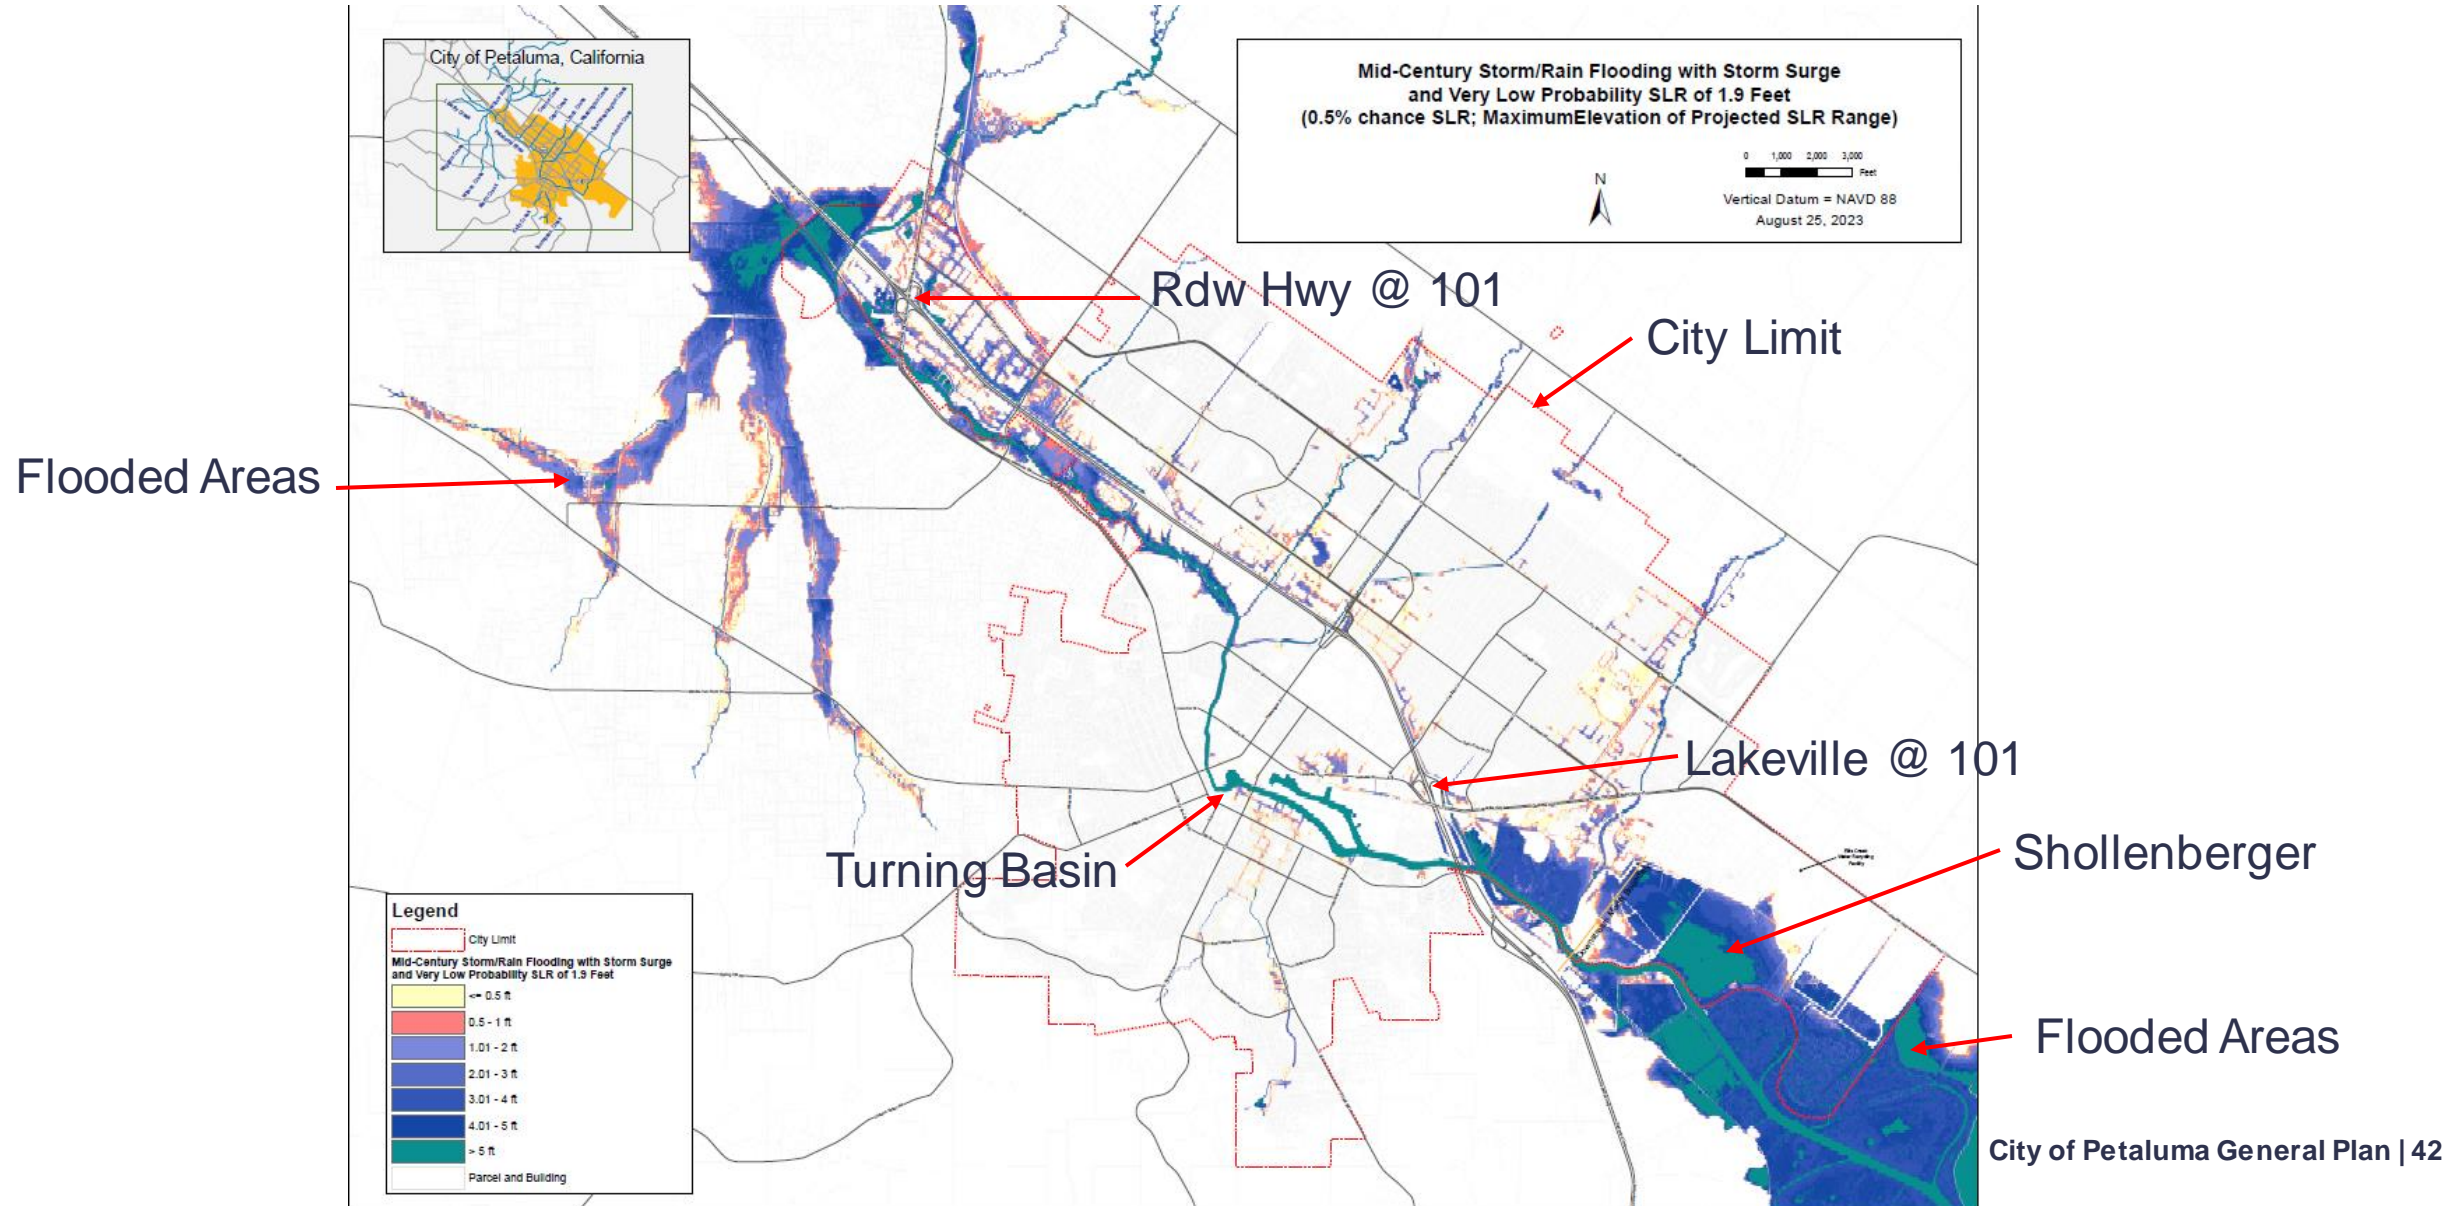 City of Petaluma, California
Mid-Century Storm/Rain Flooding with Storm Surge
and Very Low Probability SLR of 1.9 Feet
(0.5% chance SLR; MaximumElevation of Projected SLR Range)
0 1,000 2,000 3,000
Feet
N
Vertical Datum = NAVD 88
August 25, 2023
Rdw Hwy @ 101
City Limit
Flooded Areas
Lakeville @ 101
Turning Basin
Shollenberger
Flooded Areas
Legend
City Limit
Mid-Century Storm/Rain Flooding with Storm Surge
and Very Low Probability SLR of 1.9 Feet
<= 0.5 ft
0.5 - 1 ft
1.01 - 2 ft
2.01 - 3 ft
3.01 - 4 ft
4.01 - 5 ft
> 5 ft
Parcel and Building
City of Petaluma General Plan | 42